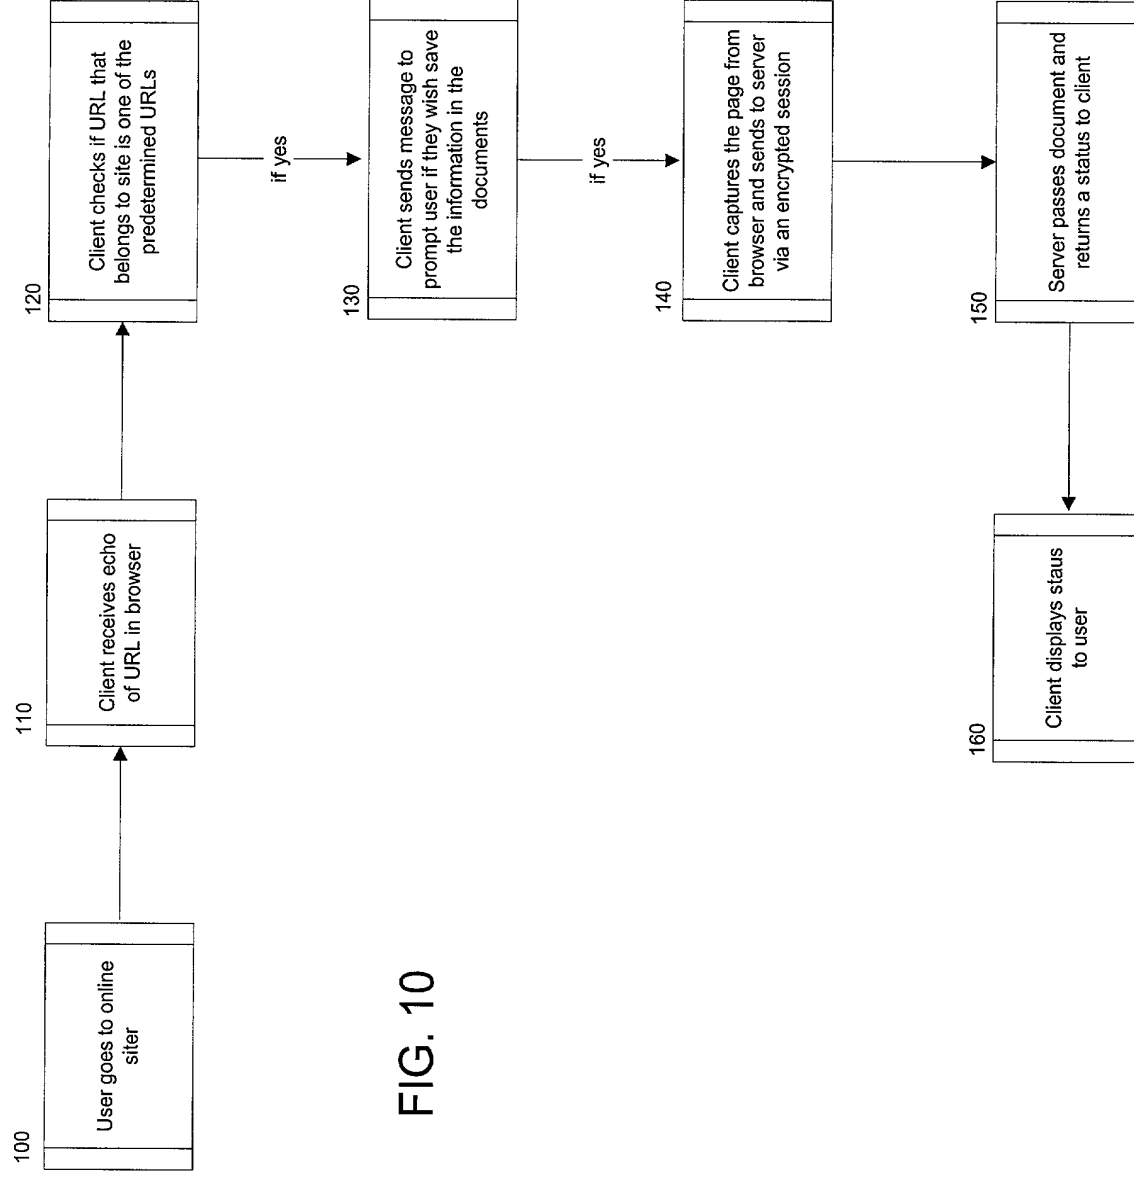 100
User goes to online
siter
110
Client receives echo
of URL in browser
120
Client checks if URL that
belongs to site is one of the
predetermined URLs
if yes
130
Client sends message to
prompt user if they wish save
the information in the
documents
if yes
140
Client captures the page from
browser and sends to server
via an encrypted session
150
Server passes document and
returns a status to client
160
Client displays staus
to user
FIG. 10